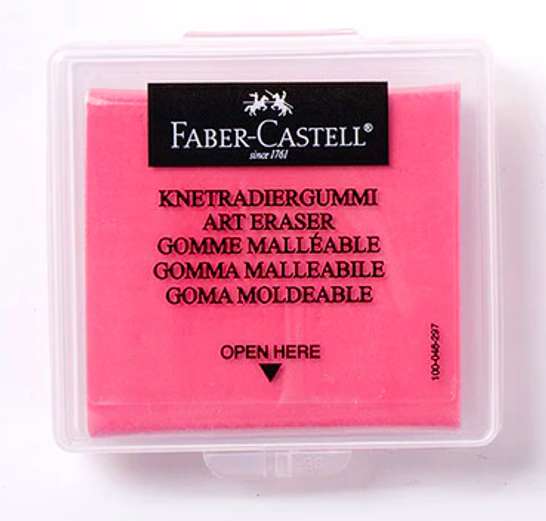 FABER-CASTELL®
since 1761
KNETRADIERGUMMI
ART ERASER
GOMME MALLÉABLE
GOMMA MALLEABILE
GOMA MOLDEABLE
OPEN HERE
100-046-297